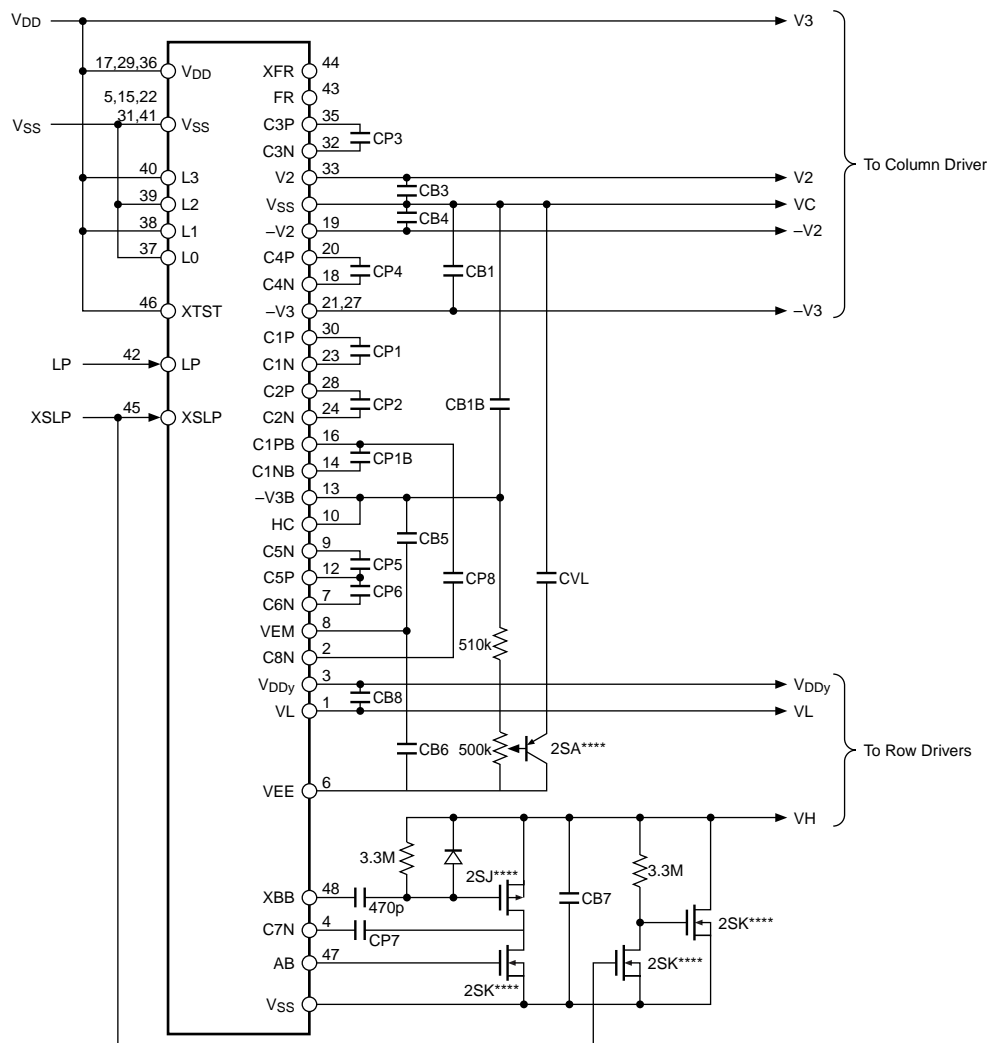 VDD
V3
17,29,36
VDD
XFR
44
FR
43
5,15,22
VSS
31,41
VSS
C3P
35
CP3
C3N
32
40
L3
V2
33
V2
To Column Driver
CB3
39
L2
VSS
VC
CB4
38
L1
–V2
19
–V2
37
L0
C4P
20
CP4
CB1
C4N
18
46
XTST
–V3
21,27
–V3
C1P
30
CP1
LP
42
LP
C1N
23
C2P
28
CP2
CB1B
XSLP
45
XSLP
C2N
24
C1PB
16
CP1B
C1NB
14
–V3B
13
HC
10
CB5
C5N
9
CP5
C5P
12
CP8
CVL
CP6
C6N
7
VEM
8
510k
C8N
2
VDDy
3
VDDy
CB8
VL
1
VL
CB6
500k
2SA****
To Row Drivers
VEE
6
VH
3.3M
3.3M
2SJ****
CB7
XBB
48
470p
2SK****
C7N
4
CP7
AB
47
2SK****
2SK****
VSS